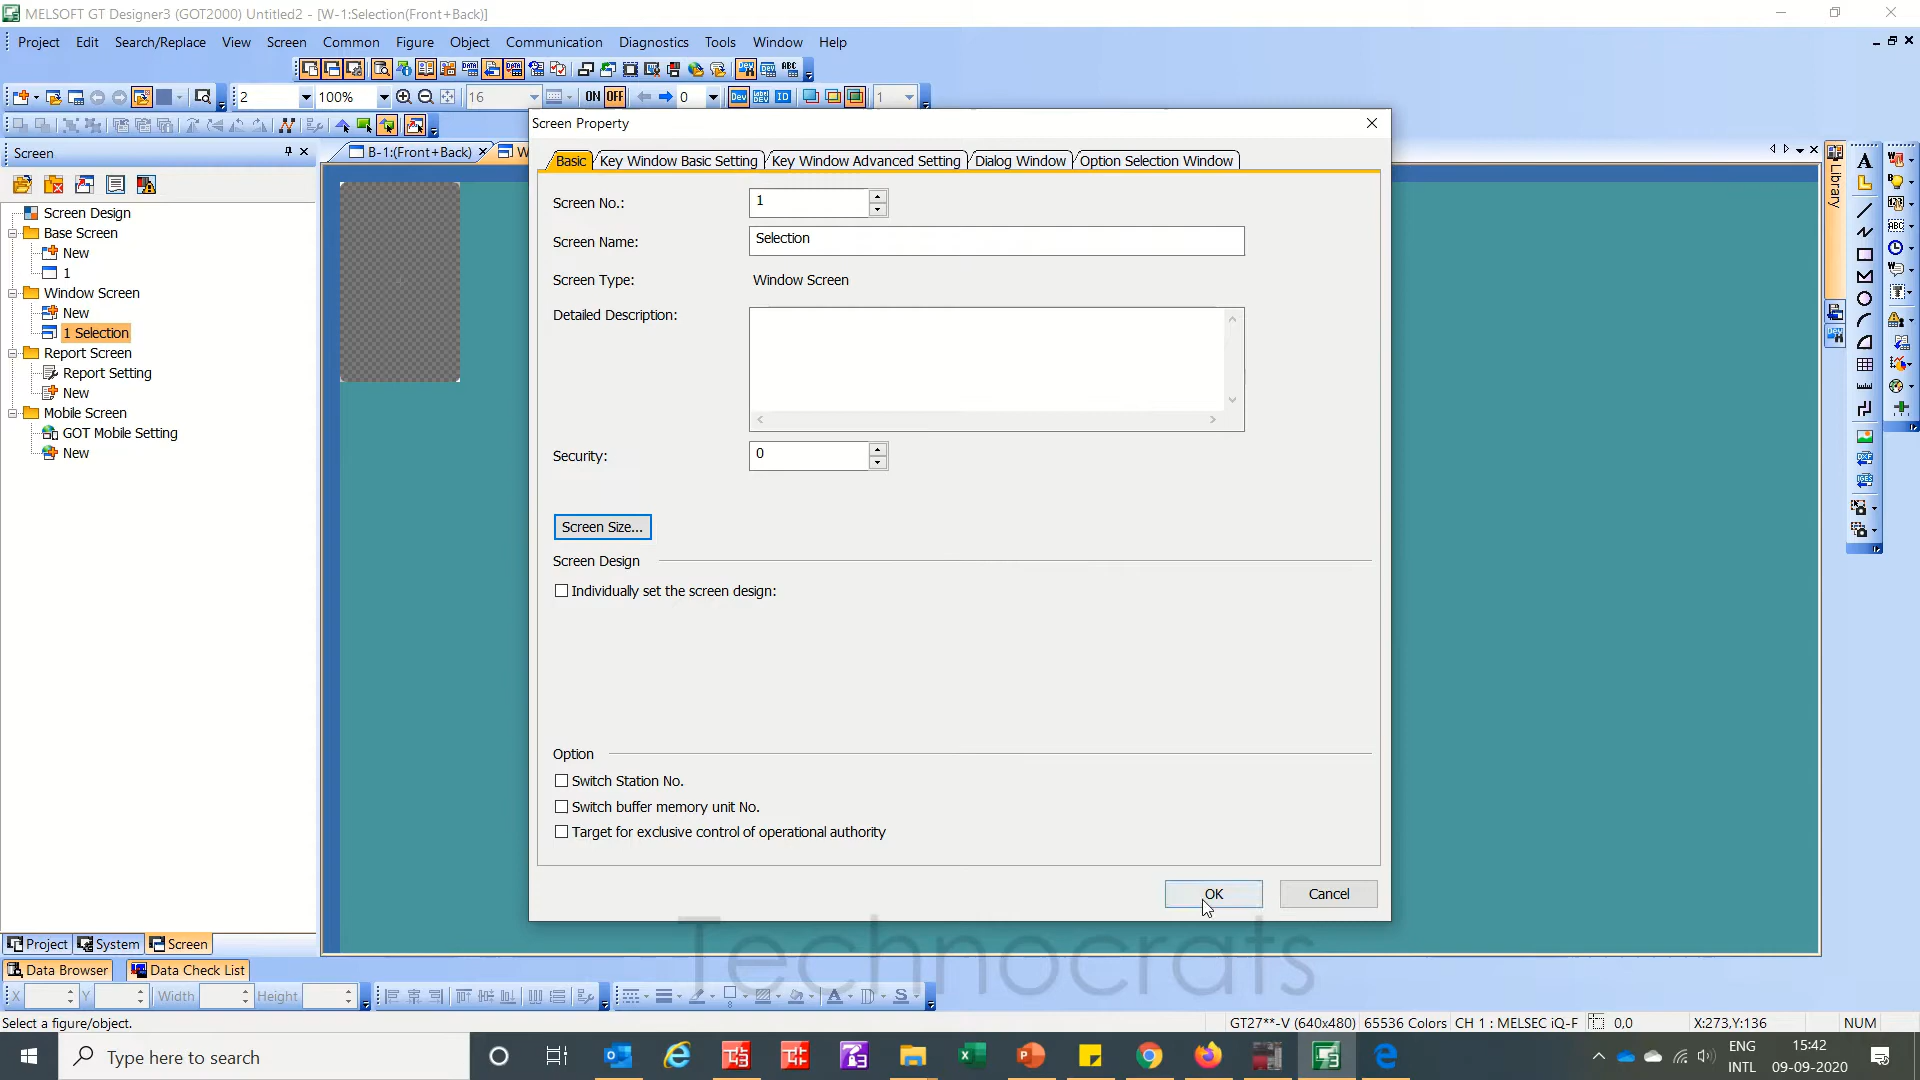 MELSOFT GT Designer3 (GOT2000) Untitled2 - [W-1:Selection(Front+Back)]
Project Edit Search/Replace View Screen Common Figure Object Communication Diagnostics Tools Window Help
2 100% 16 ON OFF 0 Dev ID 1
Screen
B-1:(Front+Back)
W
Screen Design
Base Screen
New
1
Window Screen
New
1 Selection
Report Screen
Report Setting
New
Mobile Screen
GOT Mobile Setting
New
Project System Screen
Data Browser Data Check List
Screen Property
Basic Key Window Basic Setting Key Window Advanced Setting Dialog Window Option Selection Window
Screen No.: 1
Screen Name: Selection
Screen Type: Window Screen
Detailed Description:
Security: 0
Screen Size...
Screen Design
Individually set the screen design:
Option
Switch Station No.
Switch buffer memory unit No.
Target for exclusive control of operational authority
OK Cancel
Library
Technocrats
X Y Width Height
Select a figure/object.
GT27**-V (640x480) 65536 Colors CH 1 : MELSEC iQ-F 0,0 X:273,Y:136 NUM
Type here to search
ENG
INTL
15:42
09-09-2020